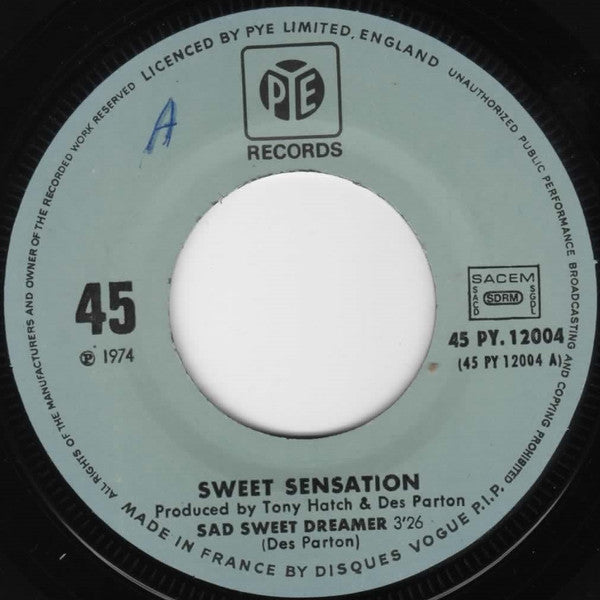 LICENCED BY PYE LIMITED, ENGLAND
UNAUTHORIZED PUBLIC PERFORMANCE BROADCASTING AND COPYING PROHIBITED
ALL RIGHTS OF THE MANUFACTURERS AND OWNER OF THE RECORDED WORK RESERVED
PYE
RECORDS
A
45
℗ 1974
SACEM
SACD
SDRM
SGDL
45 PY. 12004
(45 PY 12004 A)
SWEET SENSATION
Produced by Tony Hatch & Des Parton
SAD SWEET DREAMER 3'26
(Des Parton)
MADE IN FRANCE BY DISQUES VOGUE P.I.P.